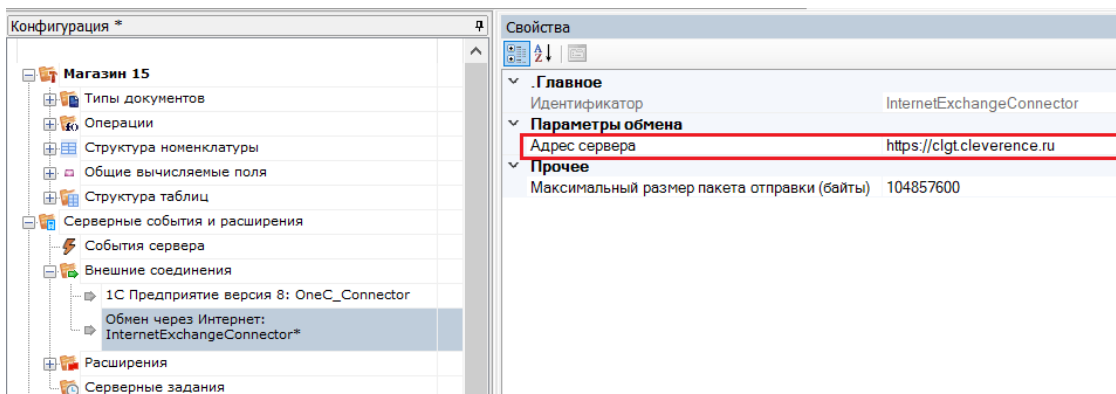 Конфигурация *
Магазин 15
Типы документов
Операции
Структура номенклатуры
Общие вычисляемые поля
Структура таблиц
Серверные события и расширения
События сервера
Внешние соединения
1С Предприятие версия 8: OneC_Connector
Обмен через Интернет:
InternetExchangeConnector*
Расширения
Серверные задания
Свойства
.Главное
Идентификатор InternetExchangeConnector
Параметры обмена
Адрес сервера https://clgt.cleverence.ru
Прочее
Максимальный размер пакета отправки (байты) 104857600